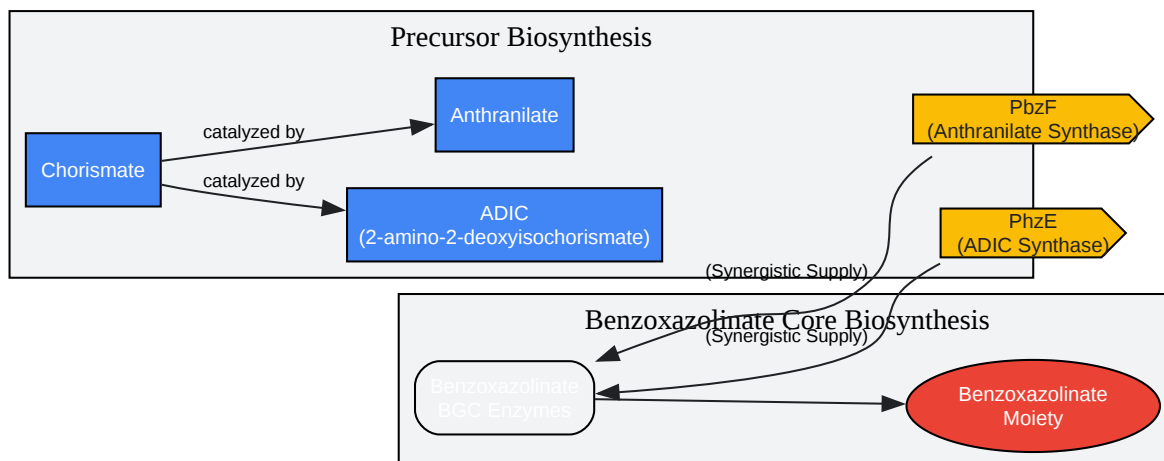 Precursor Biosynthesis
Chorismate
catalyzed by
catalyzed by
Anthranilate
ADIC
(2-amino-2-deoxyisochorismate)
PbzF
(Anthranilate Synthase)
PhzE
(ADIC Synthase)
(Synergistic Supply)
Benzoxazolinate Core Biosynthesis
(Synergistic Supply)
Benzoxazolinate
BGC Enzymes
Benzoxazolinate
Moiety